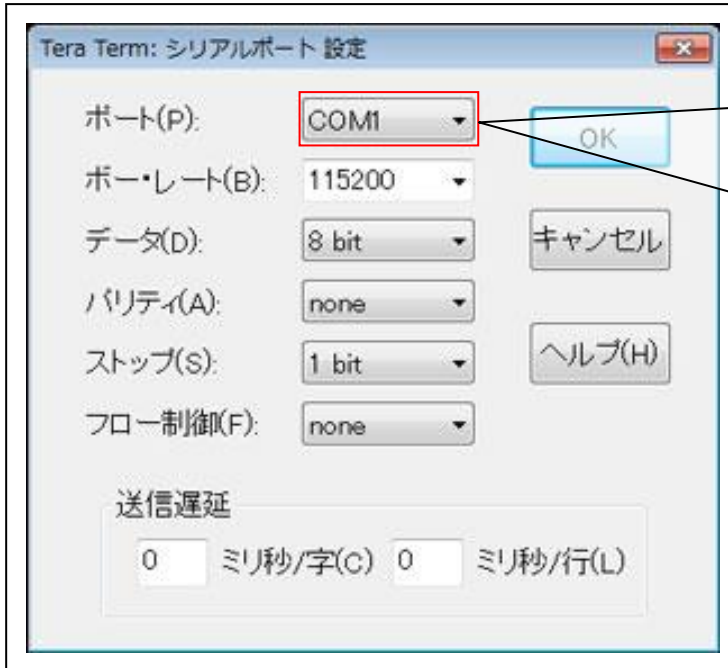 Tera Term: シリアルポート 設定
ポート(P): COM1 OK
ボー・レート(B): 115200
データ(D): 8 bit キャンセル
パリティ(A): none
ストップ(S): 1 bit ヘルプ(H)
フロー制御(F): none
送信遅延
0 ミリ秒/字(C) 0 ミリ秒/行(L)